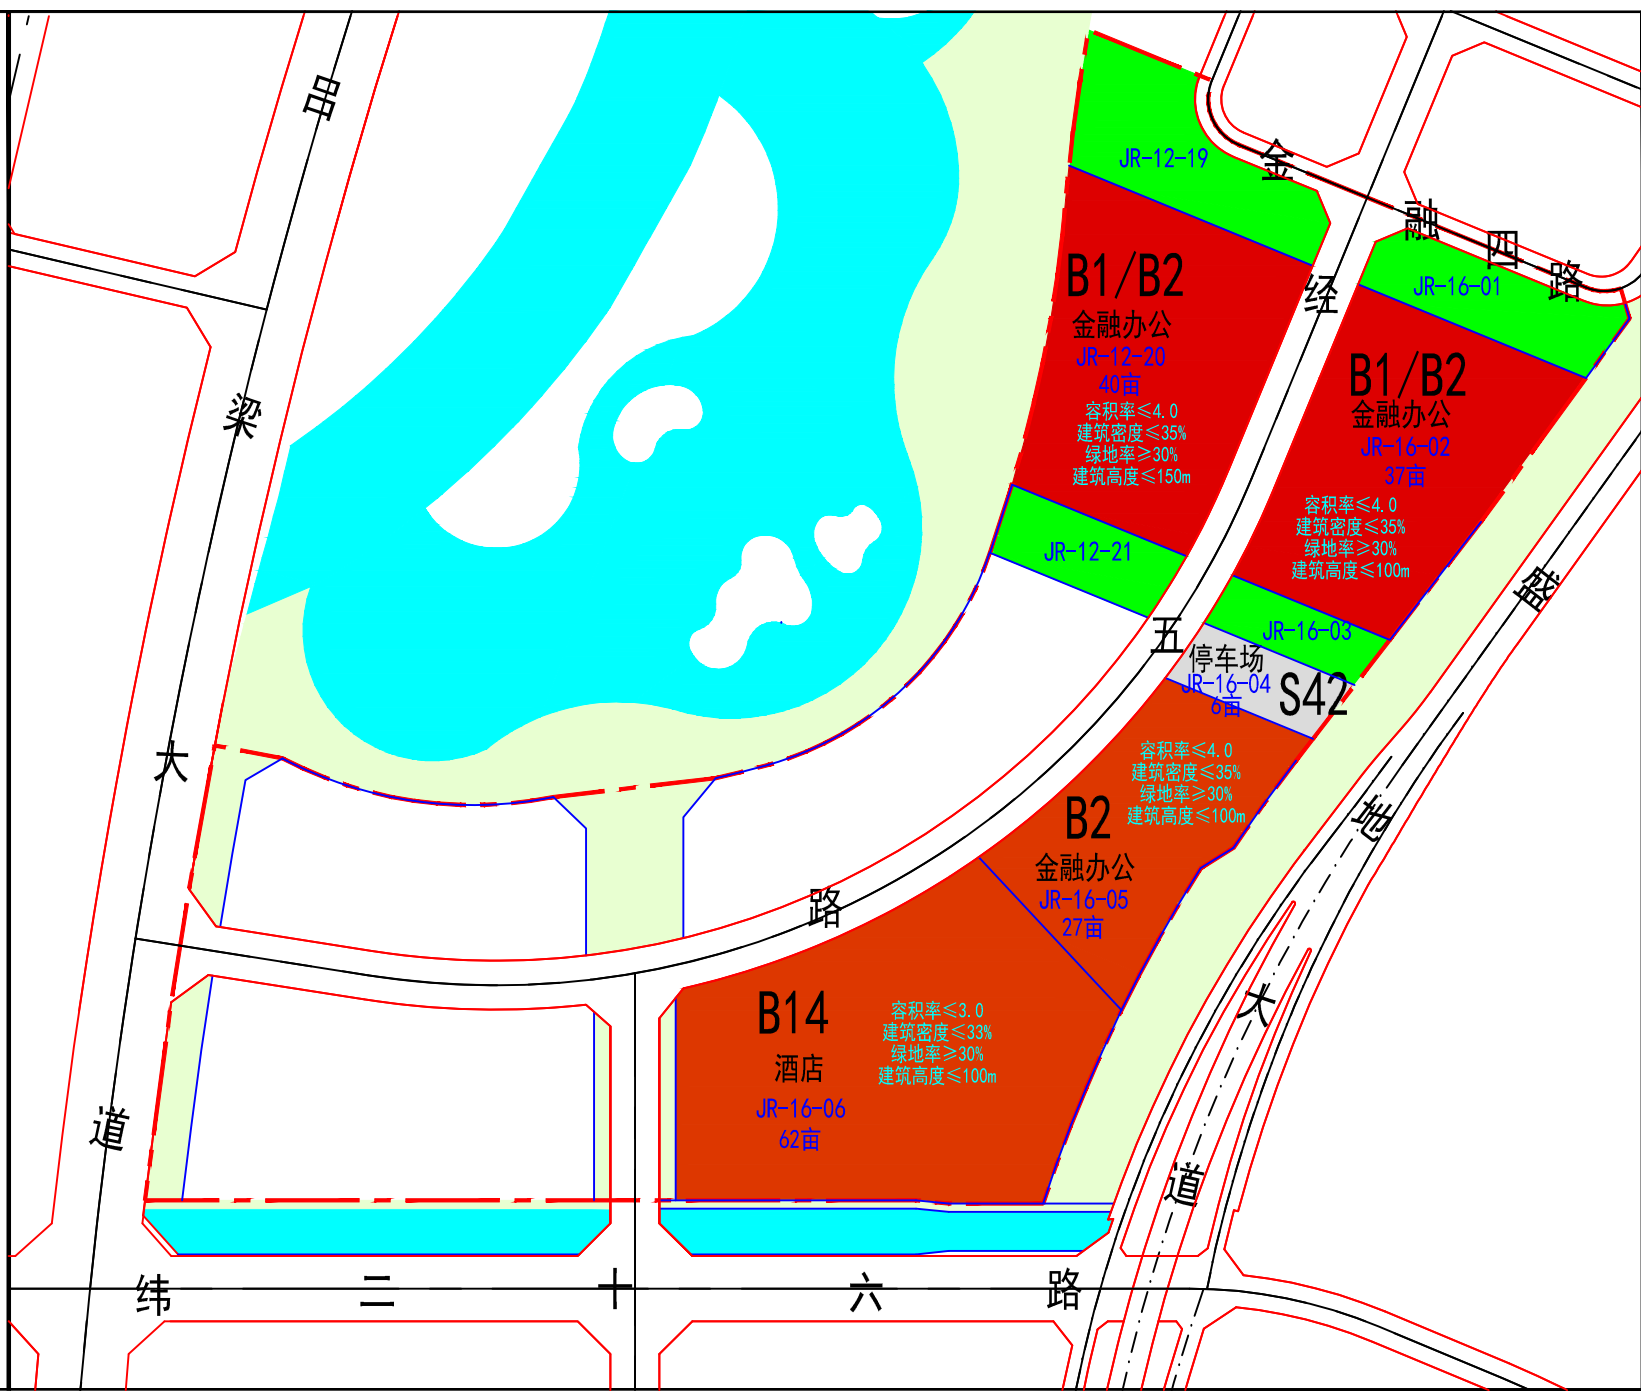 吕
梁
大
道
金
融
四
路
经
五
路
盛
地
大
道
纬
二
十
六
路
JR-12-19
B1/B2
金融办公
JR-12-20
40亩
容积率≤4.0
建筑密度≤35%
绿地率≥30%
建筑高度≤150m
JR-12-21
JR-16-01
B1/B2
金融办公
JR-16-02
37亩
容积率≤4.0
建筑密度≤35%
绿地率≥30%
建筑高度≤100m
JR-16-03
停车场
JR-16-04
6亩
S42
容积率≤4.0
建筑密度≤35%
绿地率≥30%
建筑高度≤100m
B2
金融办公
JR-16-05
27亩
B14
酒店
JR-16-06
62亩
容积率≤3.0
建筑密度≤33%
绿地率≥30%
建筑高度≤100m